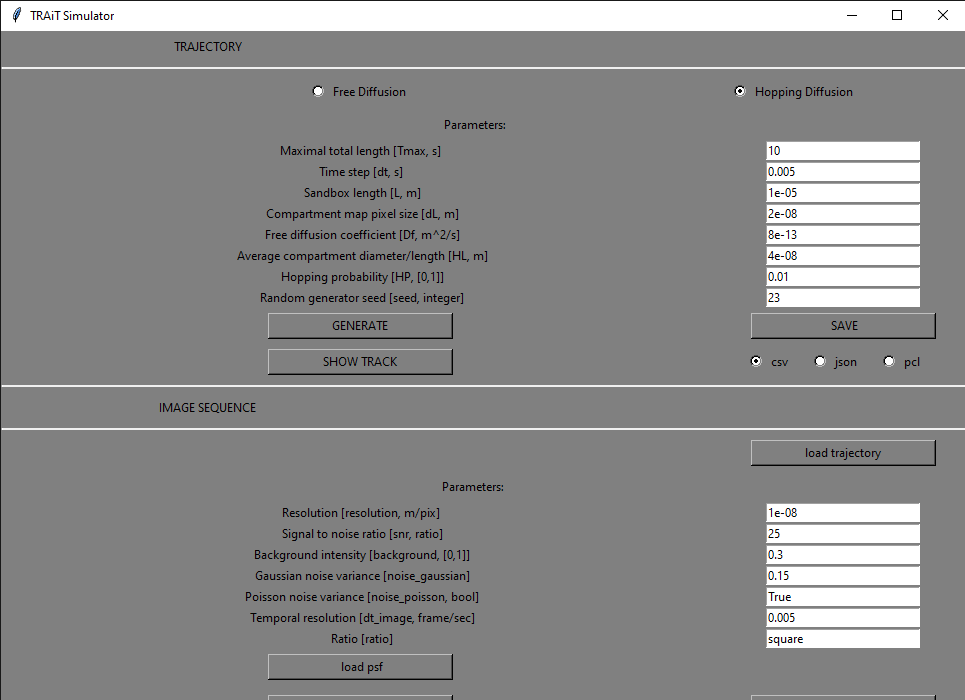 TRAiT Simulator
TRAJECTORY
Free Diffusion Hopping Diffusion
Parameters:
Maximal total length [Tmax, s] 10
Time step [dt, s] 0.005
Sandbox length [L, m] 1e-05
Compartment map pixel size [dL, m] 2e-08
Free diffusion coefficient [Df, m^2/s] 8e-13
Average compartment diameter/length [HL, m] 4e-08
Hopping probability [HP, [0,1]] 0.01
Random generator seed [seed, integer] 23
GENERATE SAVE
SHOW TRACK csv json pcl
IMAGE SEQUENCE
load trajectory
Parameters:
Resolution [resolution, m/pix] 1e-08
Signal to noise ratio [snr, ratio] 25
Background intensity [background, [0,1]] 0.3
Gaussian noise variance [noise_gaussian] 0.15
Poisson noise variance [noise_poisson, bool] True
Temporal resolution [dt_image, frame/sec] 0.005
Ratio [ratio] square
load psf